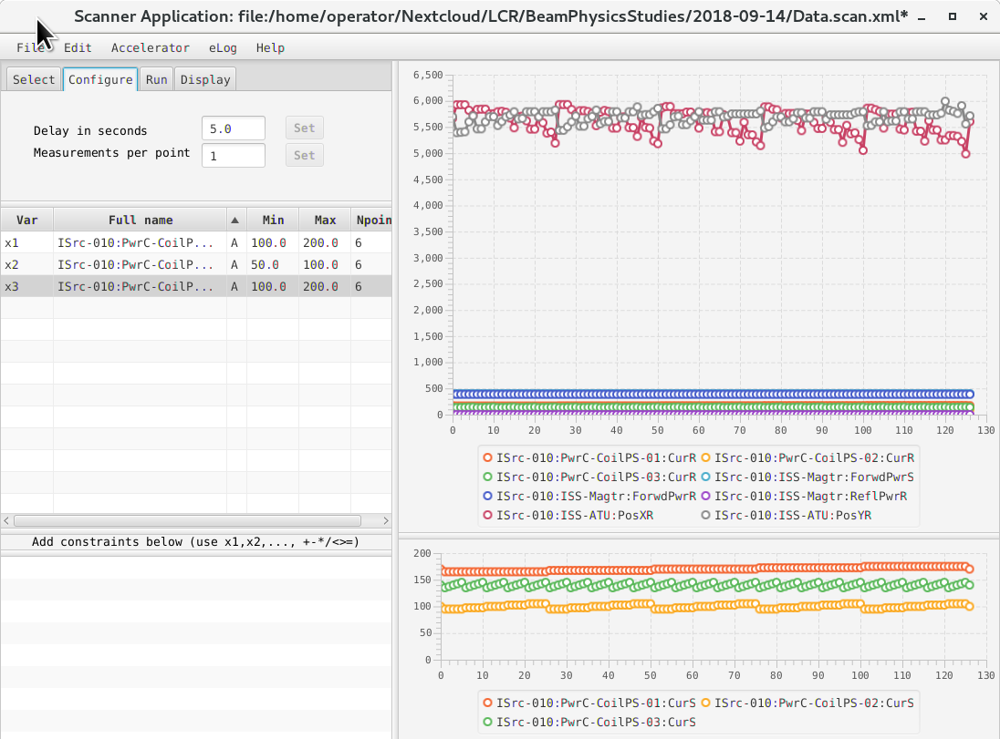 Scanner Application: file:/home/operator/Nextcloud/LCR/BeamPhysicsStudies/2018-09-14/Data.scan.xml*
File Edit Accelerator eLog Help
Select Configure Run Display
Delay in seconds 5.0 Set
Measurements per point 1 Set
Var Full name Min Max Npoin
x1 ISrc-010:PwrC-CoilP... A 100.0 200.0 6
x2 ISrc-010:PwrC-CoilP... A 50.0 100.0 6
x3 ISrc-010:PwrC-CoilP... A 100.0 200.0 6
Add constraints below (use x1,x2,..., +-*/<>=)
6,500
6,000
5,500
5,000
4,500
4,000
3,500
3,000
2,500
2,000
1,500
1,000
500
0
0 10 20 30 40 50 60 70 80 90 100 110 120 130
ISrc-010:PwrC-CoilPS-01:CurR ISrc-010:PwrC-CoilPS-02:CurR
ISrc-010:PwrC-CoilPS-03:CurR ISrc-010:ISS-Magtr:ForwdPwrS
ISrc-010:ISS-Magtr:ForwdPwrR ISrc-010:ISS-Magtr:ReflPwrR
ISrc-010:ISS-ATU:PosXR ISrc-010:ISS-ATU:PosYR
200
150
100
50
0
0 10 20 30 40 50 60 70 80 90 100 110 120 130
ISrc-010:PwrC-CoilPS-01:CurS ISrc-010:PwrC-CoilPS-02:CurS
ISrc-010:PwrC-CoilPS-03:CurS